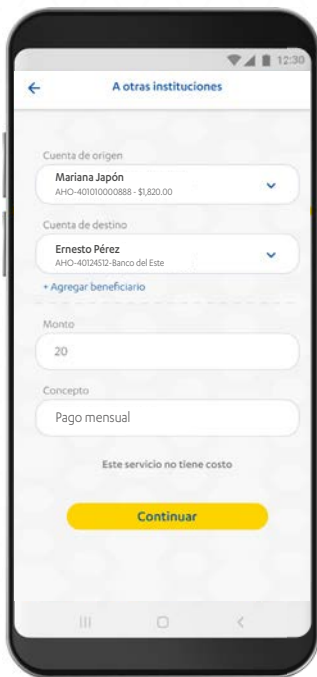 12:30
A otras instituciones
Cuenta de origen
Mariana Japón
AHO-401010000888 - $1,820.00
Cuenta de destino
Ernesto Pérez
AHO-40124512-Banco del Este
+ Agregar beneficiario
Monto
20
Concepto
Pago mensual
Este servicio no tiene costo
Continuar